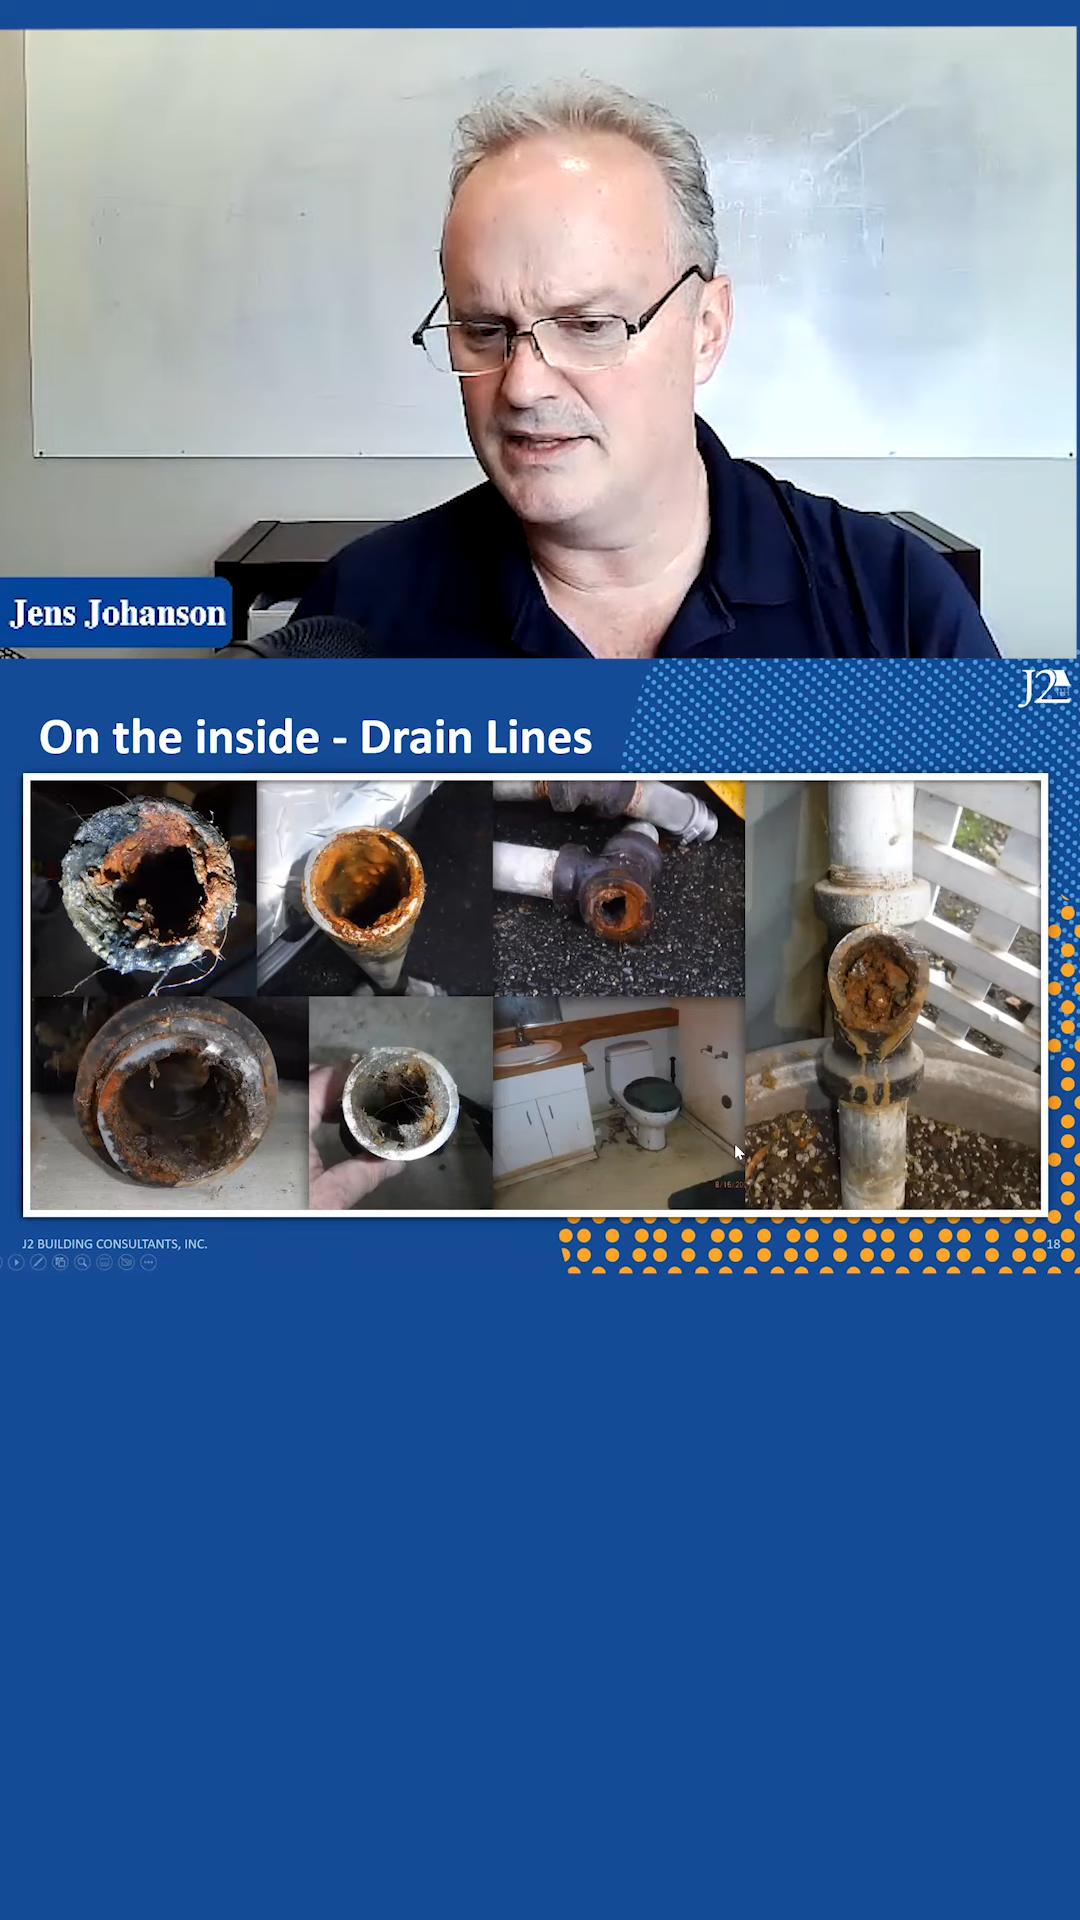 Jens Johanson
J2
On the inside - Drain Lines
J2 BUILDING CONSULTANTS, INC.
18